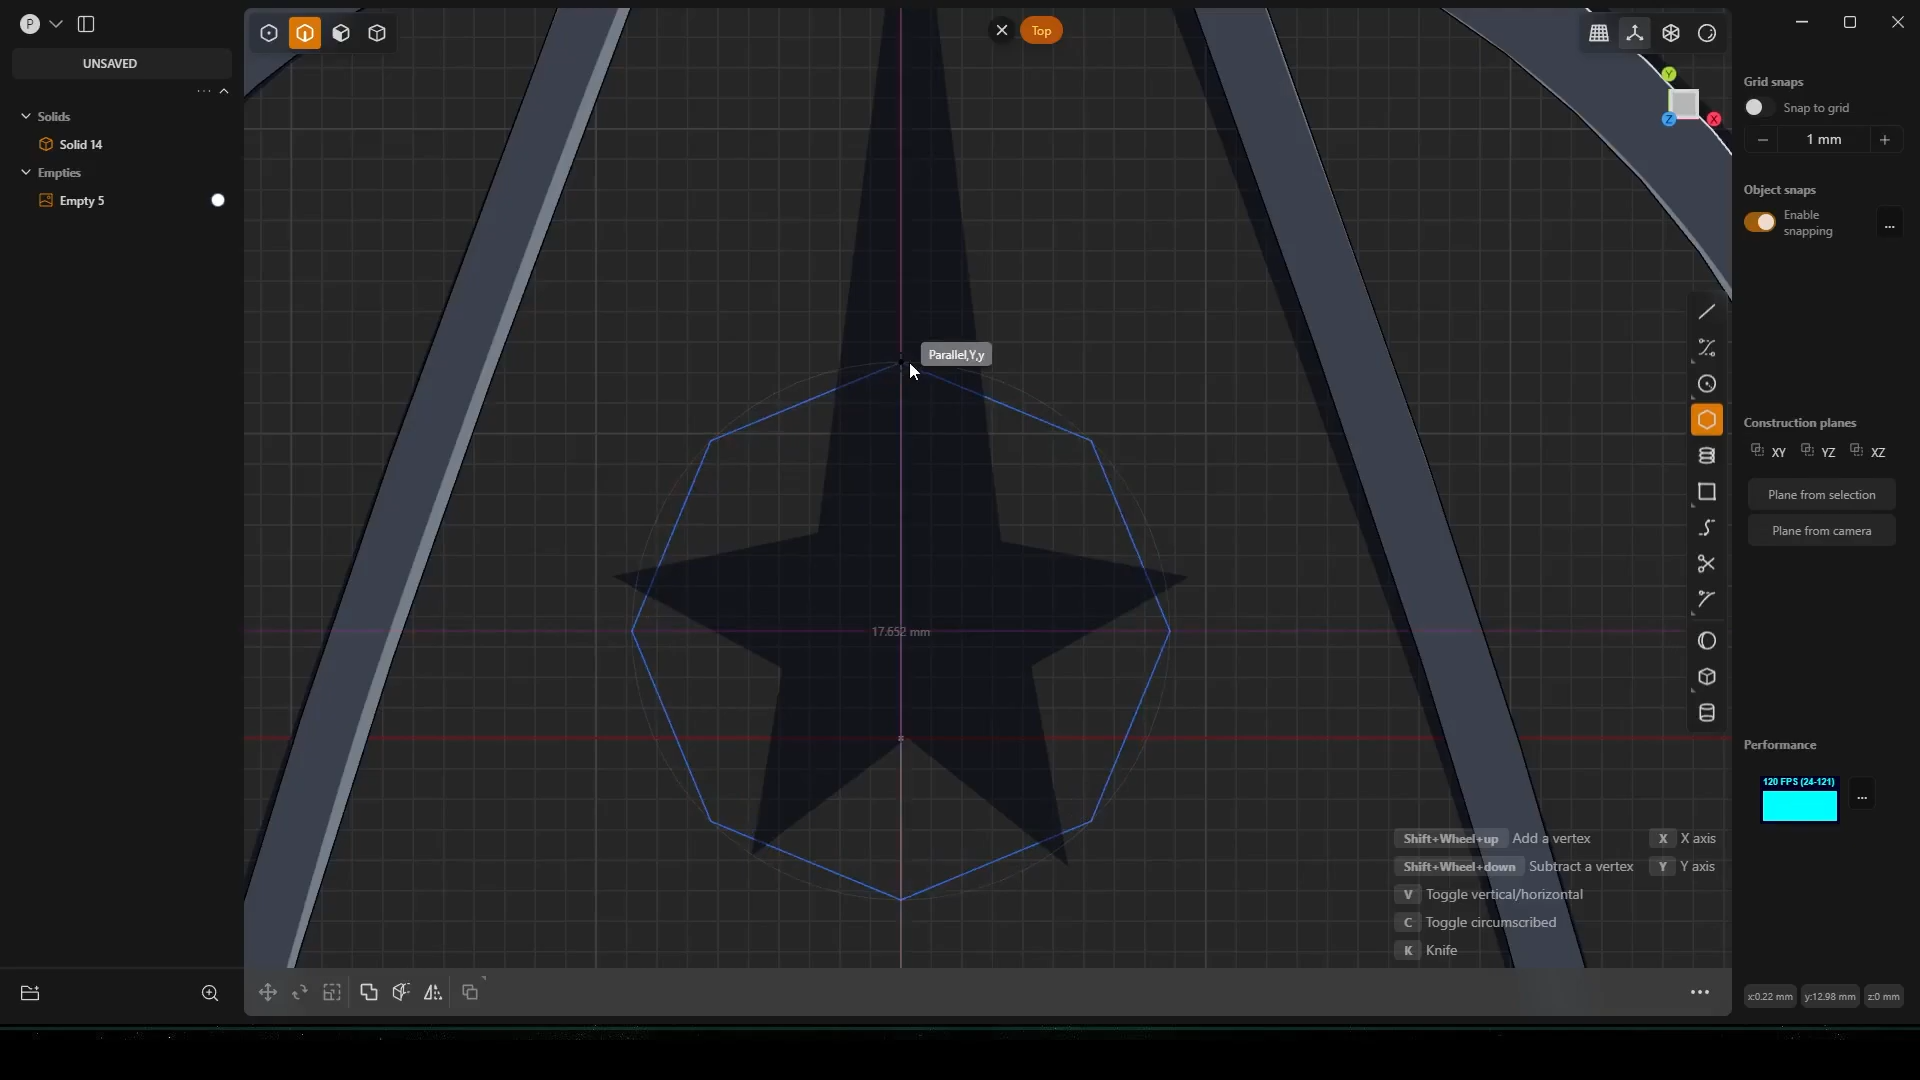 P
UNSAVED
Solids
Solid 14
Empties
Empty 5
Top
Parallel,Y,y
17.652 mm
Y
Z
X
Grid snaps
Snap to grid
1 mm
Object snaps
Enable
snapping
Construction planes
XY
YZ
XZ
Plane from selection
Plane from camera
Performance
120 FPS (24-121)
Shift+Wheel+up Add a vertex X X axis
Shift+Wheel+down Subtract a vertex Y Y axis
V Toggle vertical/horizontal
C Toggle circumscribed
K Knife
x:0.22 mm y:12.98 mm z:0 mm